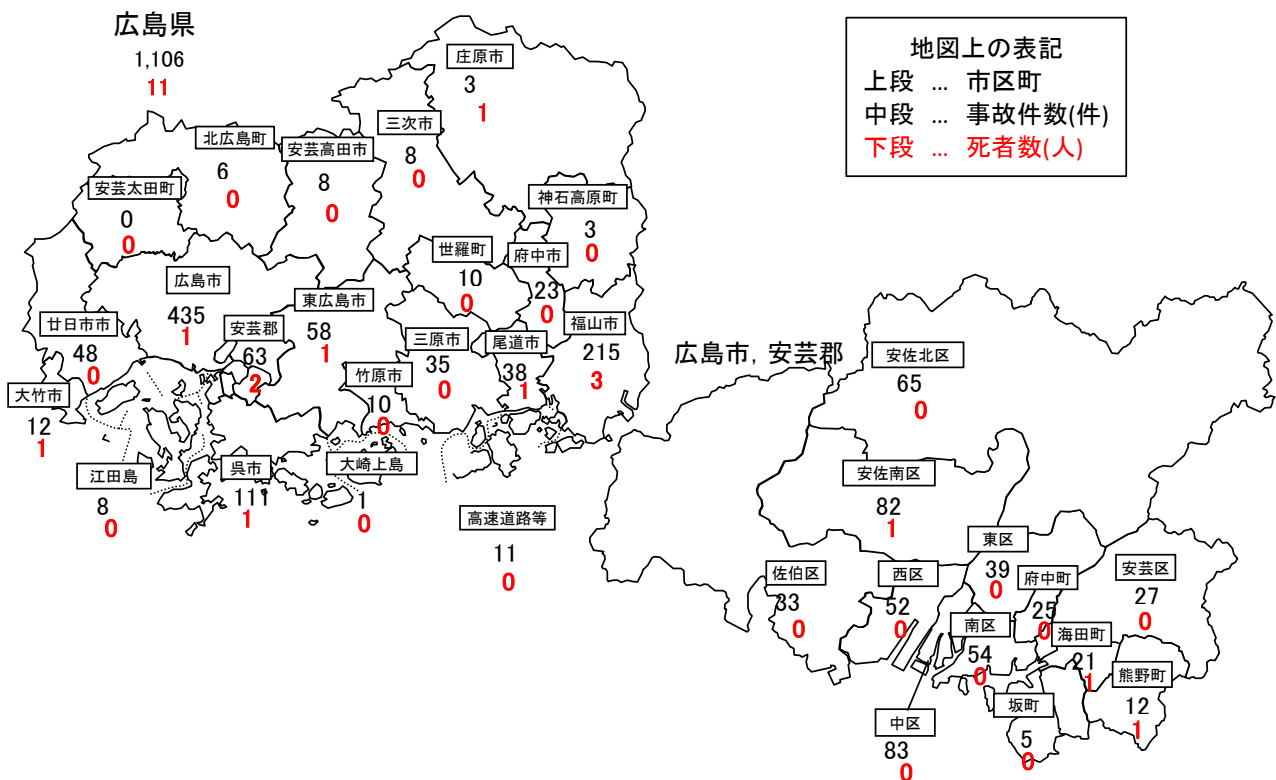 広島県
1,106
11
地図上の表記
上段 … 市区町
中段 … 事故件数(件)
下段 … 死者数(人)
庄原市
3
1
三次市
8
0
北広島町
6
0
安芸高田市
8
0
安芸太田町
0
0
神石高原町
3
0
世羅町
10
0
府中市
23
0
広島市
435
1
東広島市
58
1
安芸郡
63
2
福山市
215
3
廿日市市
48
0
三原市
35
0
尾道市
38
1
竹原市
10
0
大竹市
12
1
江田島
8
0
呉市
111
1
大崎上島
1
0
高速道路等
11
0
広島市, 安芸郡
安佐北区
65
0
安佐南区
82
1
東区
39
0
佐伯区
33
0
西区
52
0
府中町
25
0
安芸区
27
0
南区
54
0
海田町
21
1
熊野町
12
1
坂町
5
0
中区
83
0